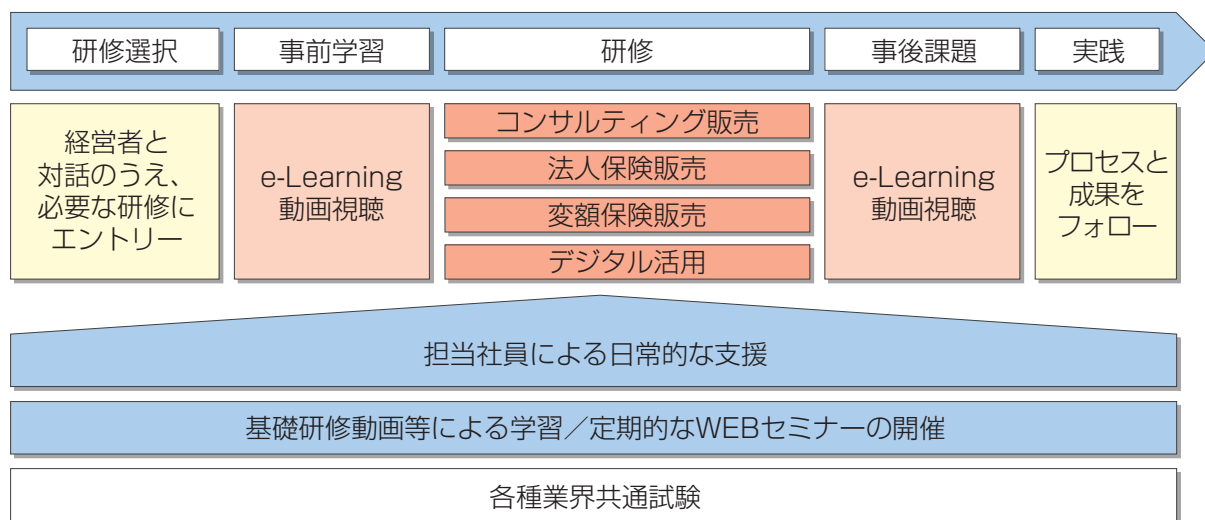 研修選択
事前学習
研修
事後課題
実践
経営者と
対話のうえ、
必要な研修に
エントリー
e-Learning
動画視聴
コンサルティング販売
法人保険販売
変額保険販売
デジタル活用
e-Learning
動画視聴
プロセスと
成果を
フォロー
担当社員による日常的な支援
基礎研修動画等による学習／定期的なWEBセミナーの開催
各種業界共通試験